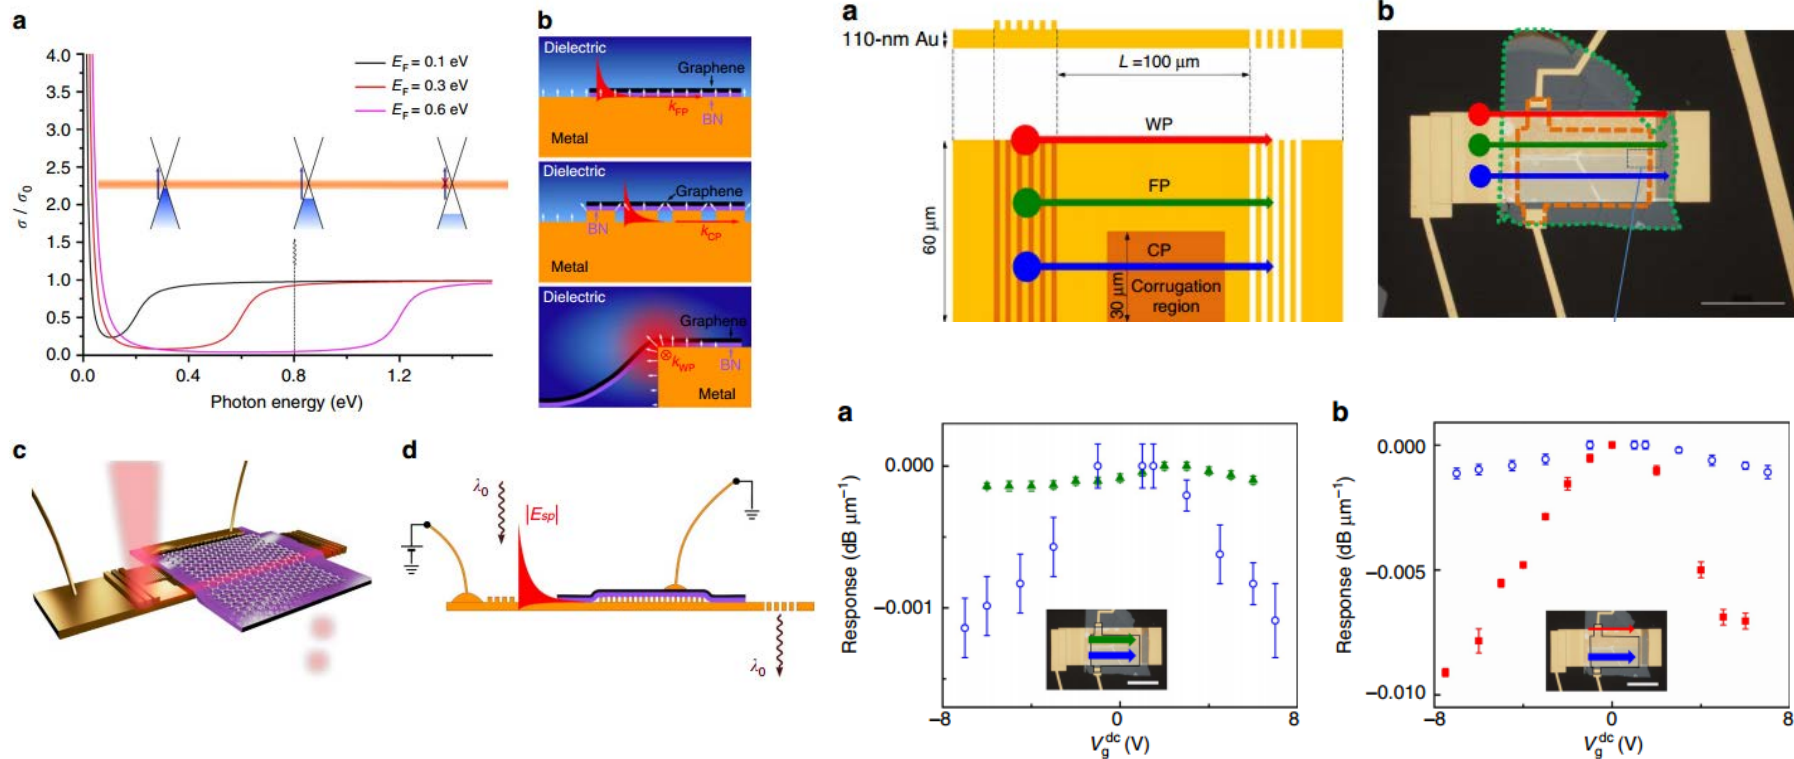 a
4.0
3.5
3.0
2.5
2.0
1.5
1.0
0.5
0.0
σ / σ0
EF = 0.1 eV
EF = 0.3 eV
EF = 0.6 eV
0.0 0.4 0.8 1.2
Photon energy (eV)
b
Dielectric
Graphene
kFP
BN
Metal
Dielectric
Graphene
BN
kCP
Metal
Dielectric
Graphene
kWP
BN
Metal
c
d
λ0
|Esp|
λ0
a
110-nm Au
L =100 μm
WP
FP
CP
60 μm
30 μm
Corrugation
region
b
a
0.000
−0.001
Response (dB μm−1)
−8 0 8
Vgdc (V)
b
0.000
−0.005
−0.010
Response (dB μm−1)
−8 0 8
Vgdc (V)